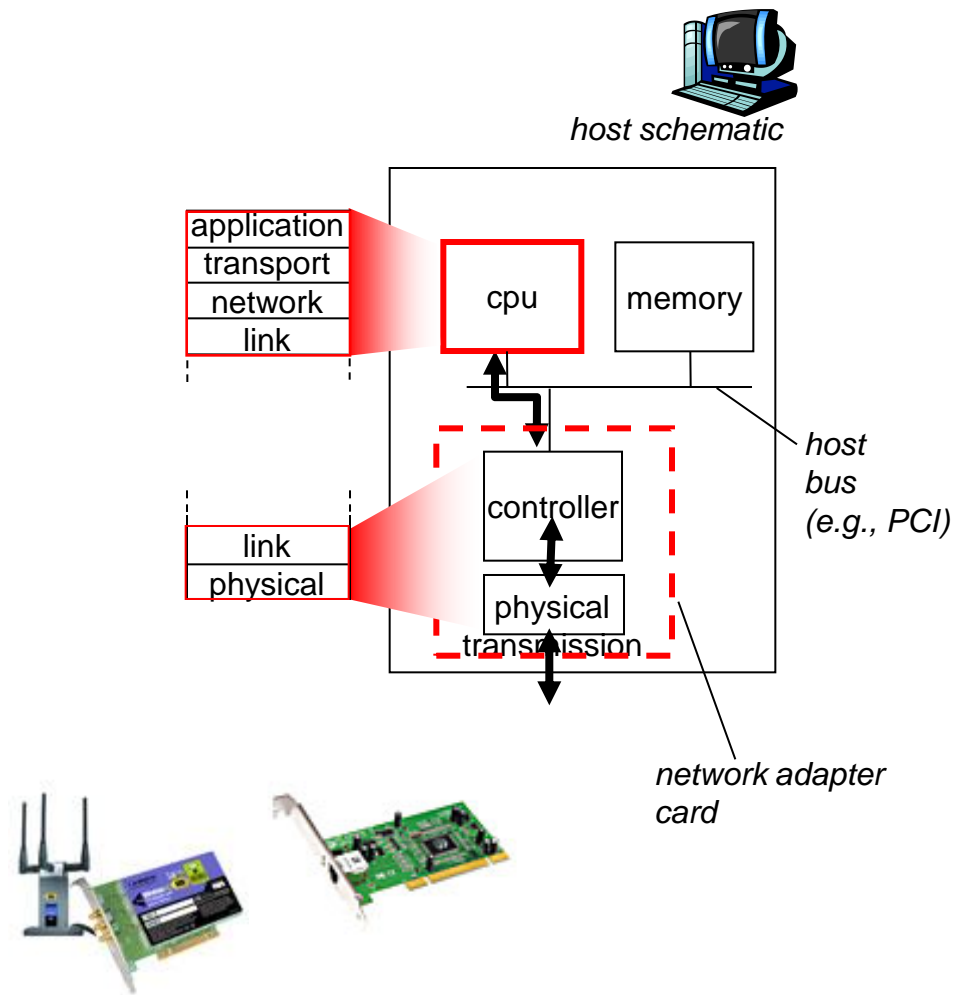 host schematic
application
transport
network
link
cpu
memory
host
bus
(e.g., PCI)
controller
link
physical
physical
transmission
network adapter
card